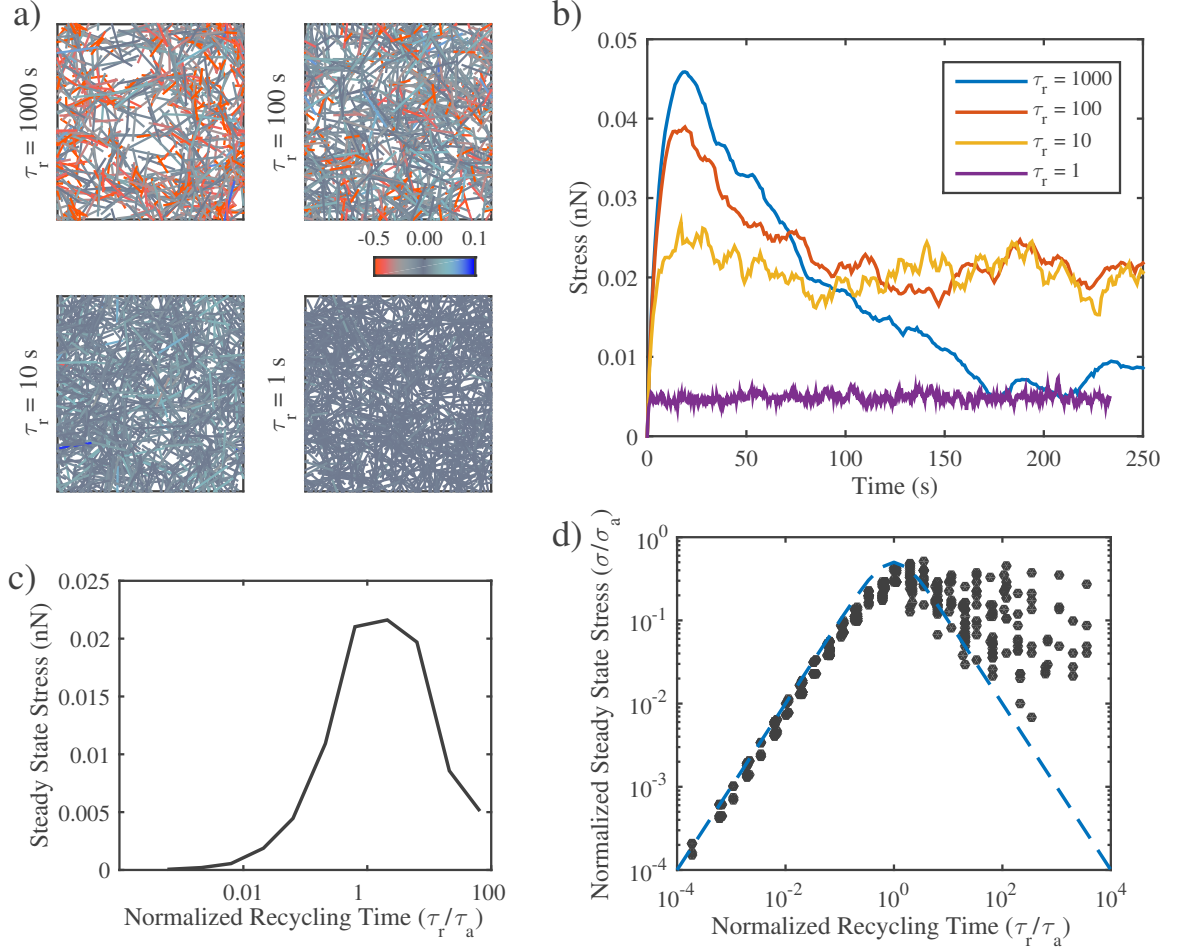 a)
τr = 1000 s
τr = 100 s
-0.5 0.00 0.1
τr = 10 s
τr = 1 s
b)
0.05
0.04
0.03
0.02
0.01
0
Stress (nN)
τr = 1000
τr = 100
τr = 10
τr = 1
0 50 100 150 200 250
Time (s)
c)
0.025
0.02
0.015
0.01
0.005
0
Steady State Stress (nN)
0.01 1 100
Normalized Recycling Time (τr/τa)
d)
10^0
10^-1
10^-2
10^-3
10^-4
Normalized Steady State Stress (σ/σa)
10^-4 10^-2 10^0 10^2 10^4
Normalized Recycling Time (τr/τa)